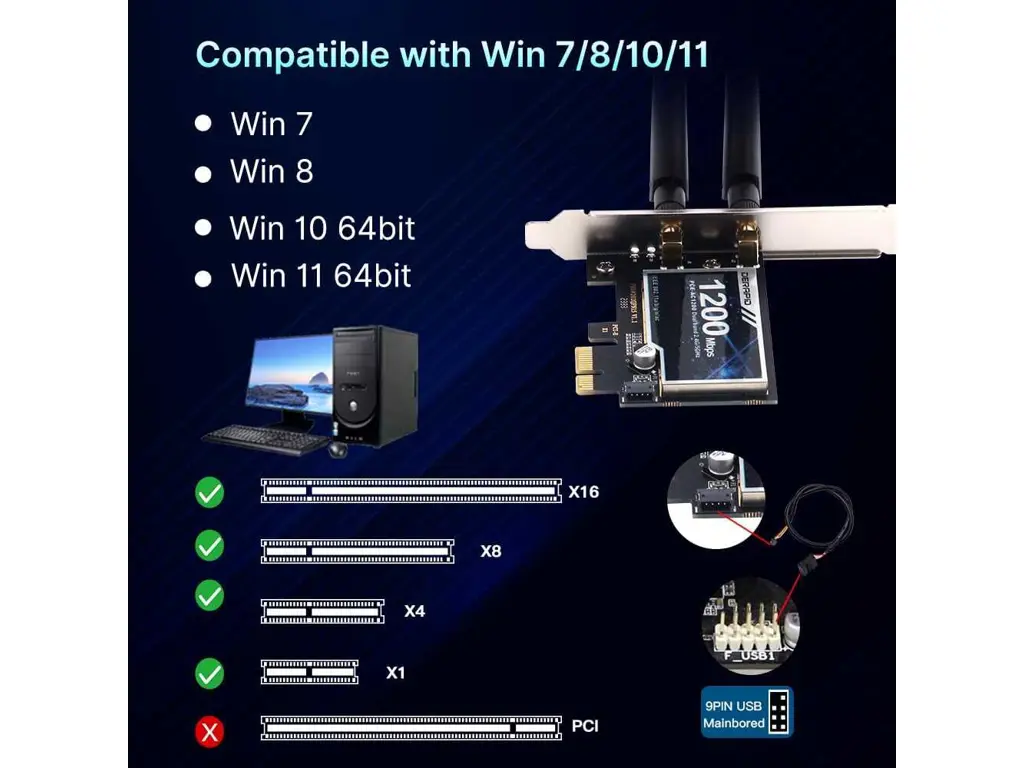 Compatible with Win 7/8/10/11
Win 7
Win 8
Win 10 64bit
Win 11 64bit
1200 Mbps
X16
X8
X4
X1
X
PCI
F_USB1
9PIN USB
Mainbored